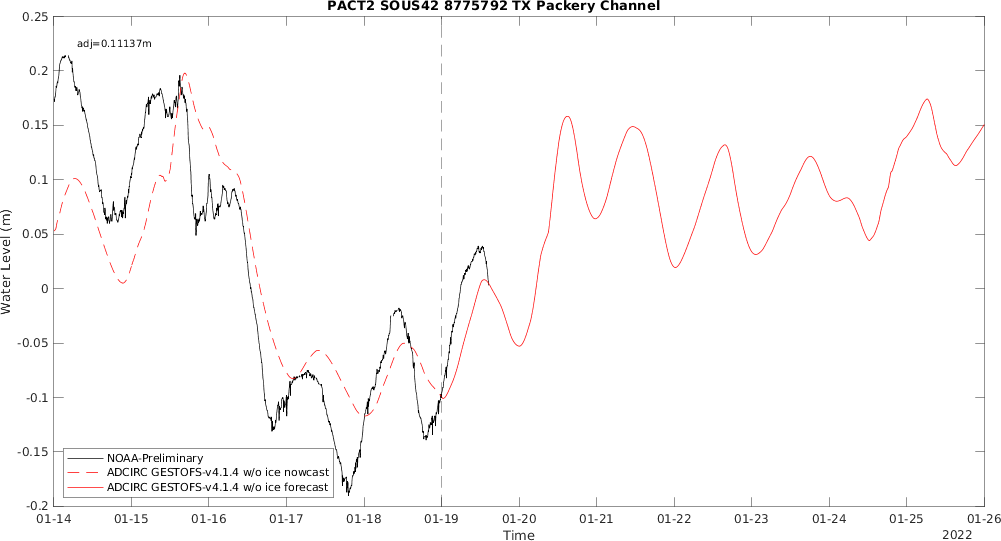 PACT2 SOUS42 8775792 TX Packery Channel
adj=0.11137m
0.25
0.2
0.15
0.1
0.05
0
-0.05
-0.1
-0.15
-0.2
Water Level (m)
NOAA-Preliminary
ADCIRC GESTOFS-v4.1.4 w/o ice nowcast
ADCIRC GESTOFS-v4.1.4 w/o ice forecast
01-14 01-15 01-16 01-17 01-18 01-19 01-20 01-21 01-22 01-23 01-24 01-25 01-26
Time
2022